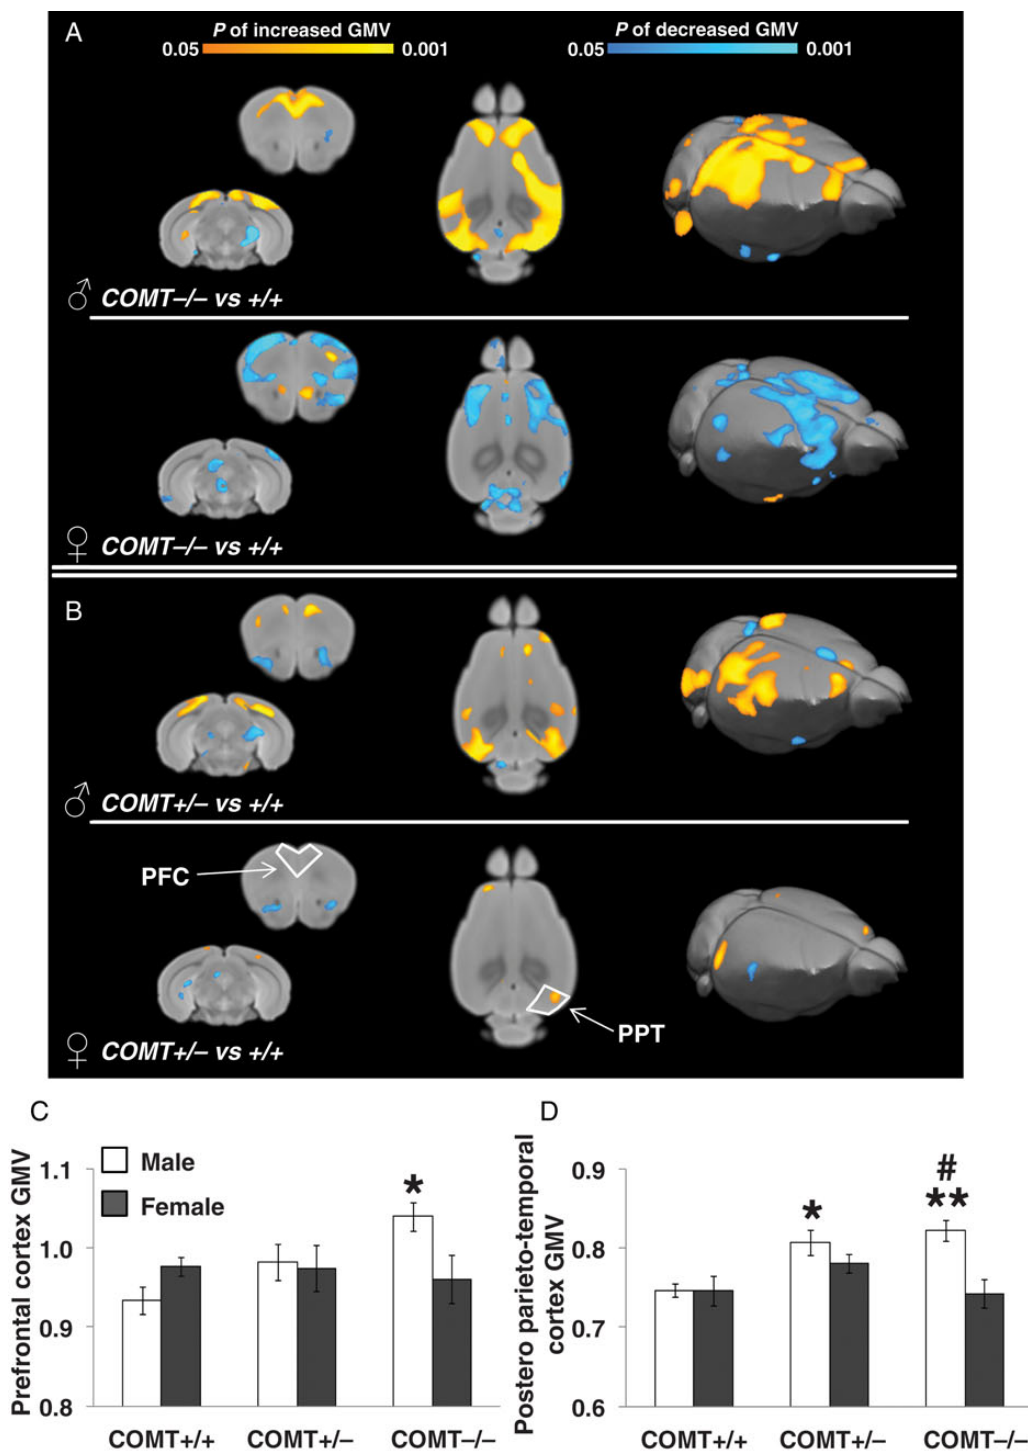 A
P of increased GMV
0.05 0.001
P of decreased GMV
0.05 0.001
♂ COMT–/– vs +/+
♀ COMT–/– vs +/+
B
♂ COMT+/– vs +/+
PFC
PPT
♀ COMT+/– vs +/+
C
Prefrontal cortex GMV
1.1
1.0
0.9
0.8
Male
Female
*
COMT+/+ COMT+/– COMT–/–
D
Postero parieto-temporal
cortex GMV
0.9
0.8
0.7
0.6
*
#
**
COMT+/+ COMT+/– COMT–/–